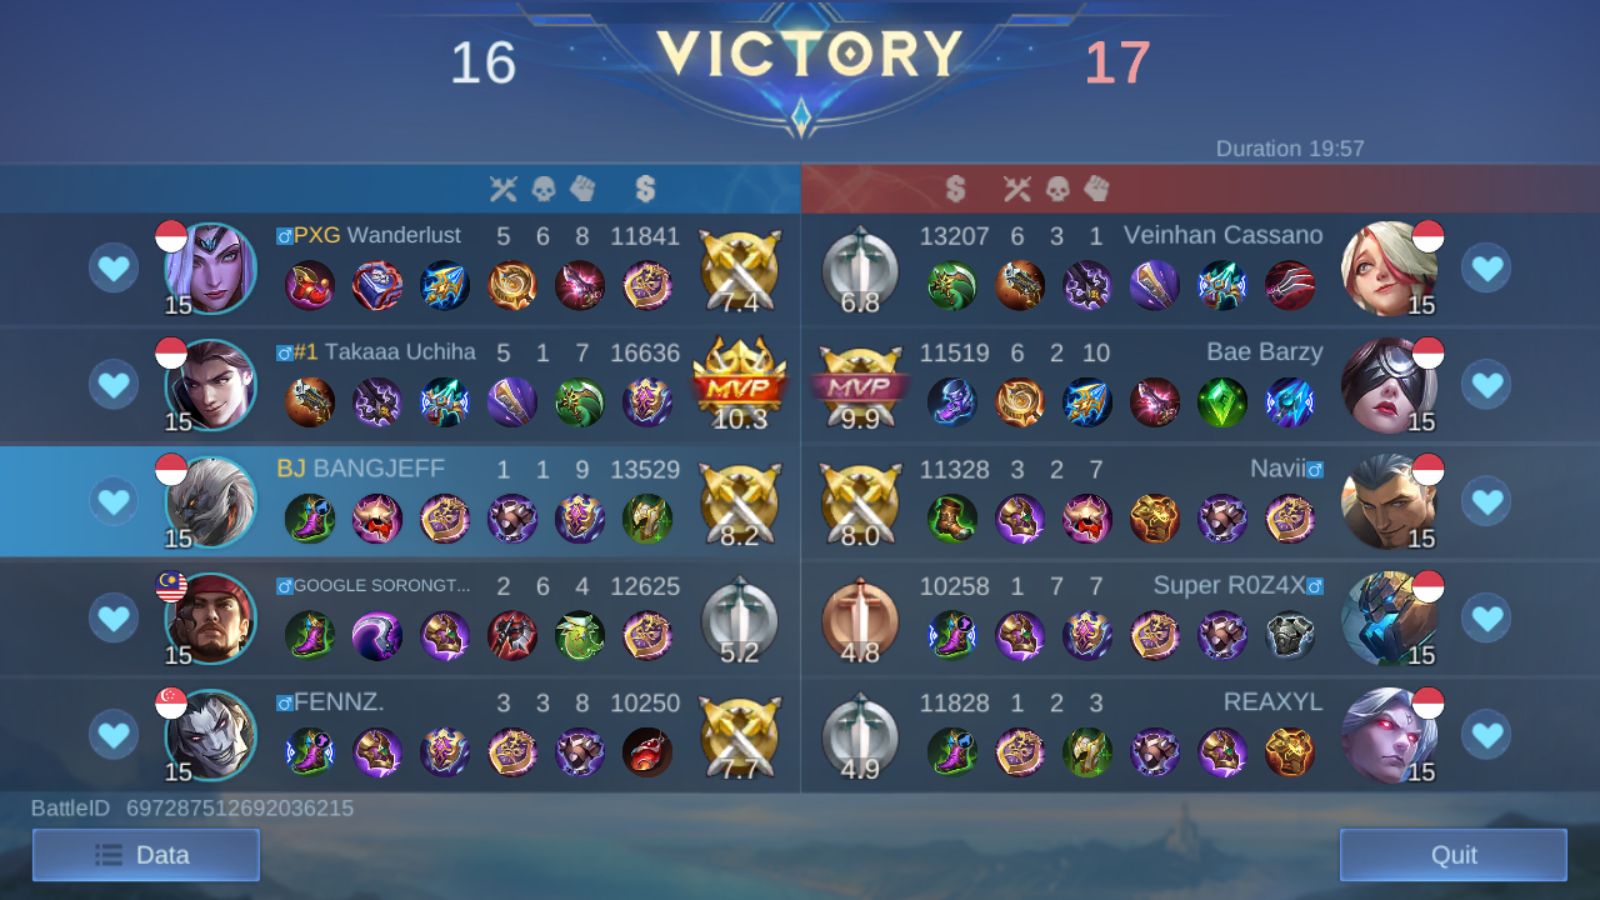 16 VICTORY 17
Duration 19:57
PXG Wanderlust 5 6 8 11841 7.4 15
6.8 13207 6 3 1 Veinhan Cassano 15
#1 Takaaa Uchiha 5 1 7 16636 MVP 10.3 15
MVP 9.9 11519 6 2 10 Bae Barzy 15
BJ BANGJEFF 1 1 9 13529 8.2 15
8.0 11328 3 2 7 Navii 15
GOOGLE SORONGT... 2 6 4 12625 5.2 15
4.8 10258 1 7 7 Super R0Z4X 15
FENNZ. 3 3 8 10250 7.7 15
4.9 11828 1 2 3 REAXYL 15
BattleID 697287512692036215
Data
Quit